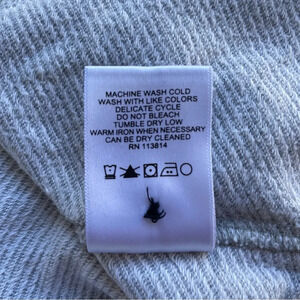 MACHINE WASH COLD
WASH WITH LIKE COLORS
DELICATE CYCLE
DO NOT BLEACH
TUMBLE DRY LOW
WARM IRON WHEN NECESSARY
CAN BE DRY CLEANED
RN 113814